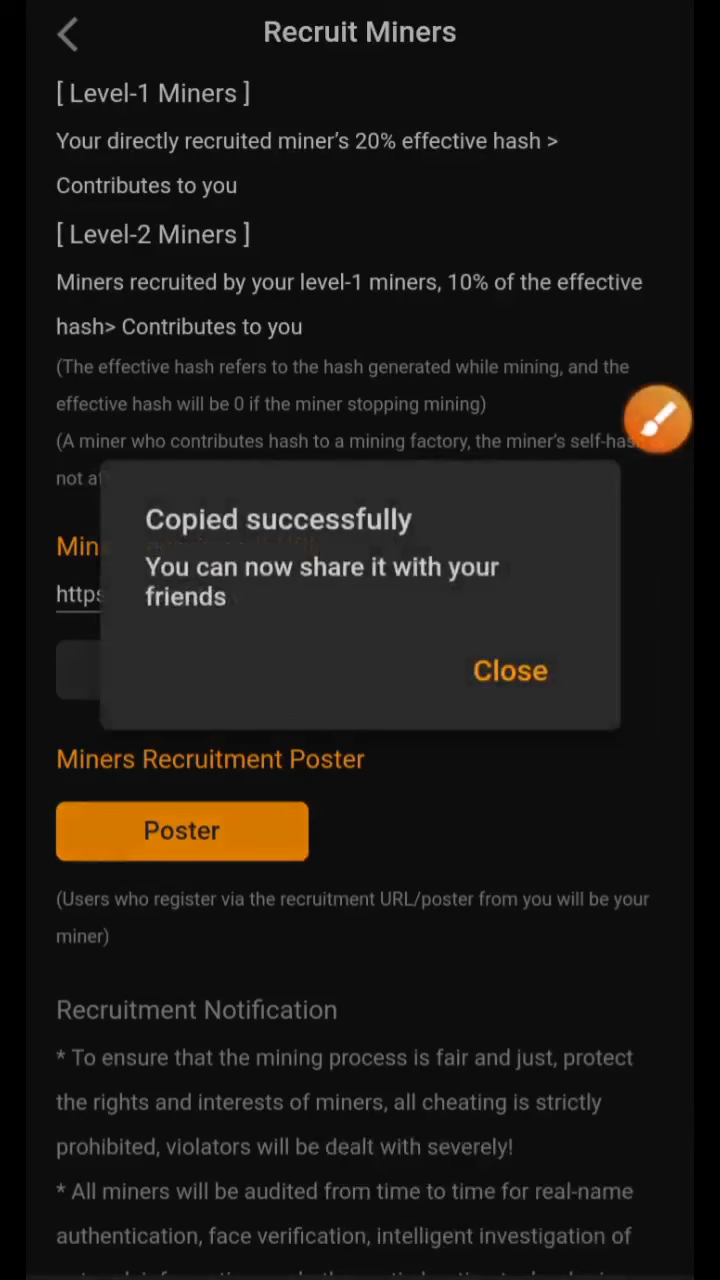 Recruit Miners
[ Level-1 Miners ]
Your directly recruited miner's 20% effective hash >
Contributes to you
[ Level-2 Miners ]
Miners recruited by your level-1 miners, 10% of the effective
hash> Contributes to you
(The effective hash refers to the hash generated while mining, and the
effective hash will be 0 if the miner stopping mining)
(A miner who contributes hash to a mining factory, the miner's
not
Copied successfully
You can now share it with your
friends
Close
Miners Recruitment Poster
Poster
(Users who register via the recruitment URL/poster from you will be your
miner)
Recruitment Notification
* To ensure that the mining process is fair and just, protect
the rights and interests of miners, all cheating is strictly
prohibited, violators will be dealt with severely!
* All miners will be audited from time to time for real-name
authentication, face verification, intelligent investigation of